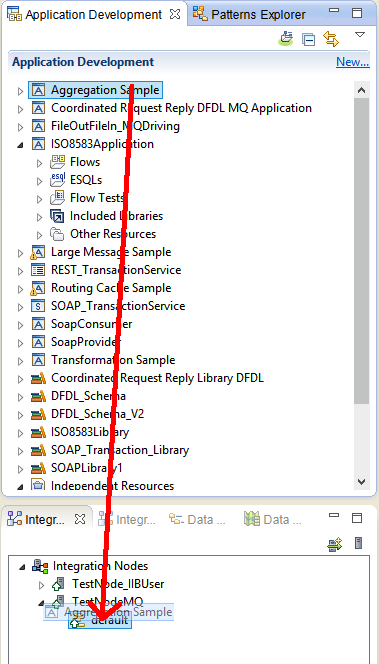 Application Development
Patterns Explorer
Application Development
New...
Aggregation Sample
Coordinated Request Reply DFDL MQ Application
FileOutFileIn_MQDriving
ISO8583Application
Flows
esql ESQLs
Flow Tests
Included Libraries
Other Resources
Large Message Sample
REST_TransactionService
Routing Cache Sample
SOAP_TransactionService
SoapConsumer
SoapProvider
Transformation Sample
Coordinated Request Reply Library DFDL
DFDL_Schema
DFDL_Schema_V2
ISO8583Library
SOAP_Transaction_Library
SOAPLibrary1
Independent Resources
Integr...
Integr...
Data ...
Data ...
Integration Nodes
TestNode_IIBUser
TestNodeMQ
Aggregation Sample
default